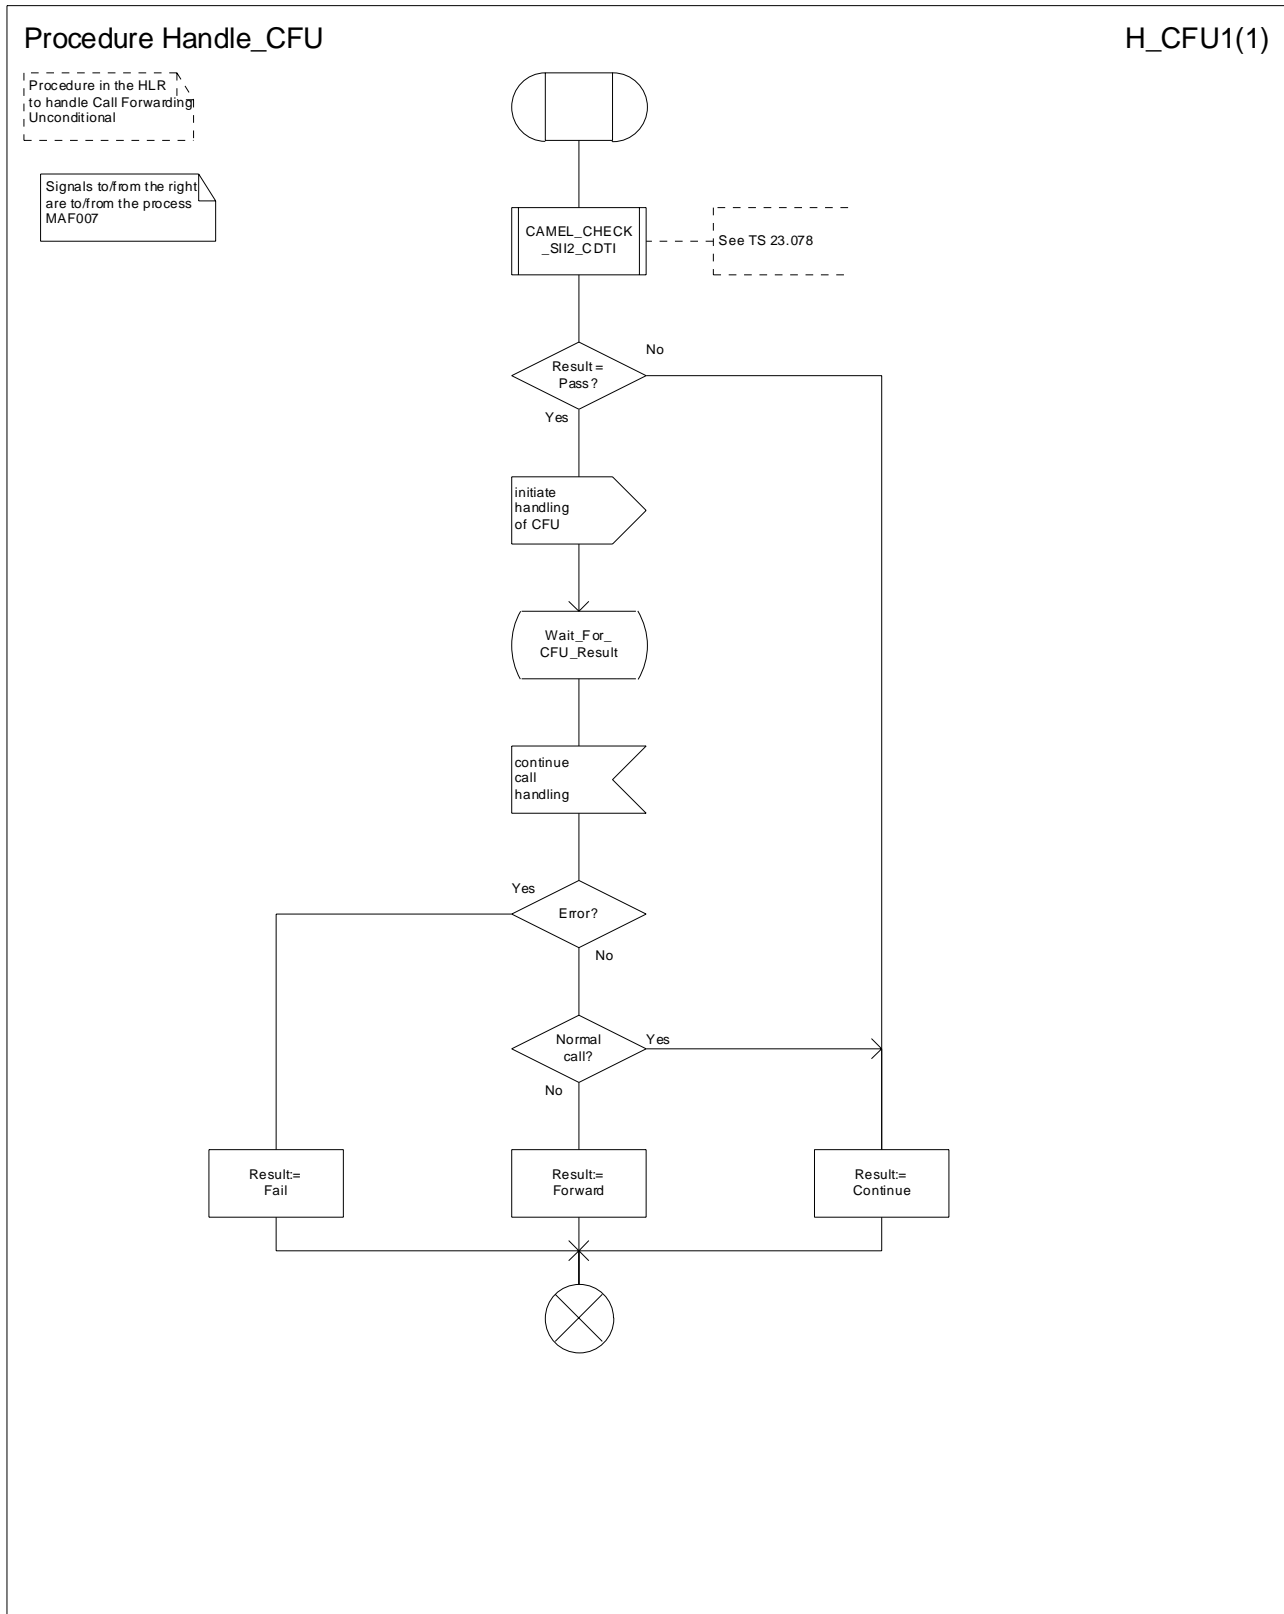 Procedure Handle_CFU
H_CFU1(1)
Procedure in the HLR
to handle Call Forwarding
Unconditional
Signals to/from the right
are to/from the process
MAF007
CAMEL_CHECK
_SII2_CDTI
See TS 23.078
Result =
Pass?
No
Yes
initiate
handling
of CFU
Wait_For_
CFU_Result
continue
call
handling
Yes
Error?
No
Normal
call?
Yes
No
Result:=
Fail
Result:=
Forward
Result:=
Continue